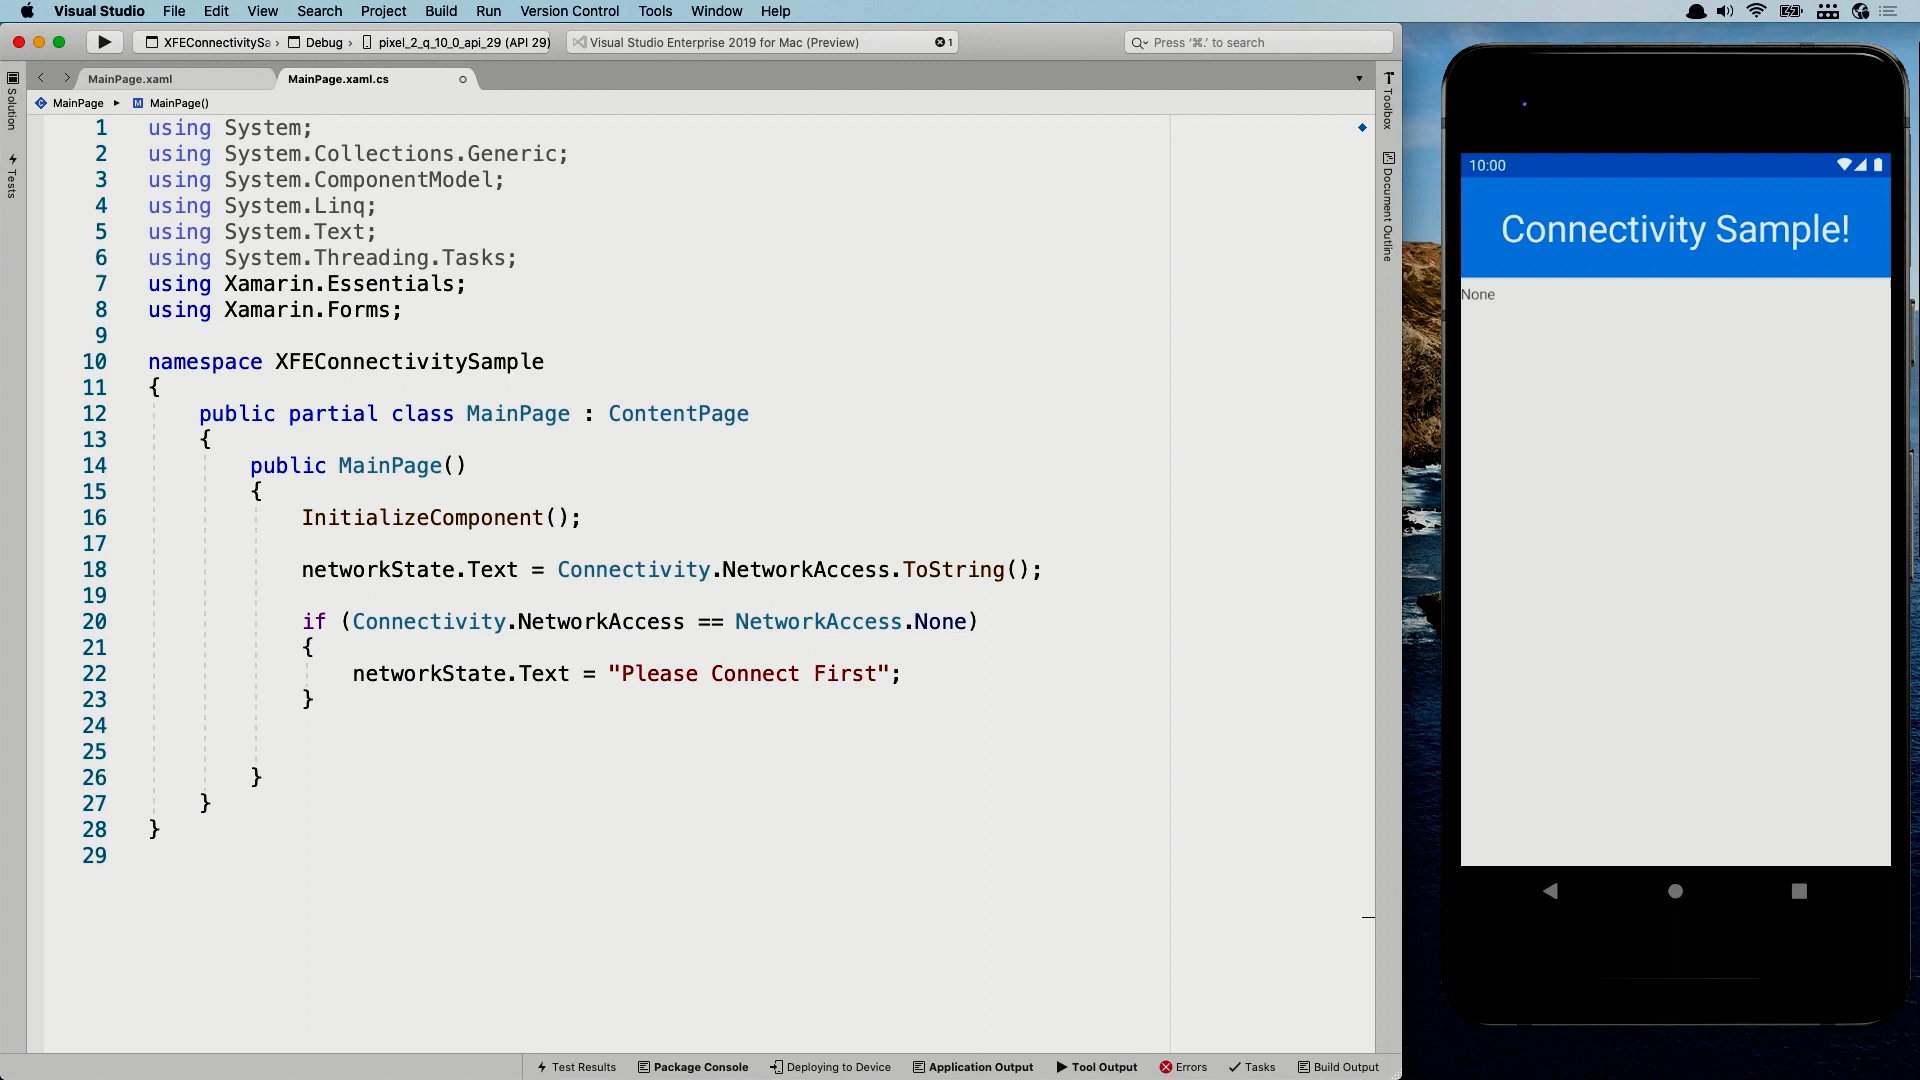 Visual Studio File Edit View Search Project Build Run Version Control Tools Window Help
XFEConnectivitySa › Debug › pixel_2_q_10_0_api_29 (API 29)
Visual Studio Enterprise 2019 for Mac (Preview)
1
Press '⌘.' to search
MainPage.xaml
MainPage.xaml.cs
MainPage ▸ M MainPage()
Solution
Tests
Toolbox
Document Outline
1 using System;
2 using System.Collections.Generic;
3 using System.ComponentModel;
4 using System.Linq;
5 using System.Text;
6 using System.Threading.Tasks;
7 using Xamarin.Essentials;
8 using Xamarin.Forms;
9
10 namespace XFEConnectivitySample
11 {
12 public partial class MainPage : ContentPage
13 {
14 public MainPage()
15 {
16 InitializeComponent();
17
18 networkState.Text = Connectivity.NetworkAccess.ToString();
19
20 if (Connectivity.NetworkAccess == NetworkAccess.None)
21 {
22 networkState.Text = "Please Connect First";
23 }
24
25
26 }
27 }
28 }
29
Test Results Package Console Deploying to Device Application Output Tool Output Errors Tasks Build Output
10:00
Connectivity Sample!
None